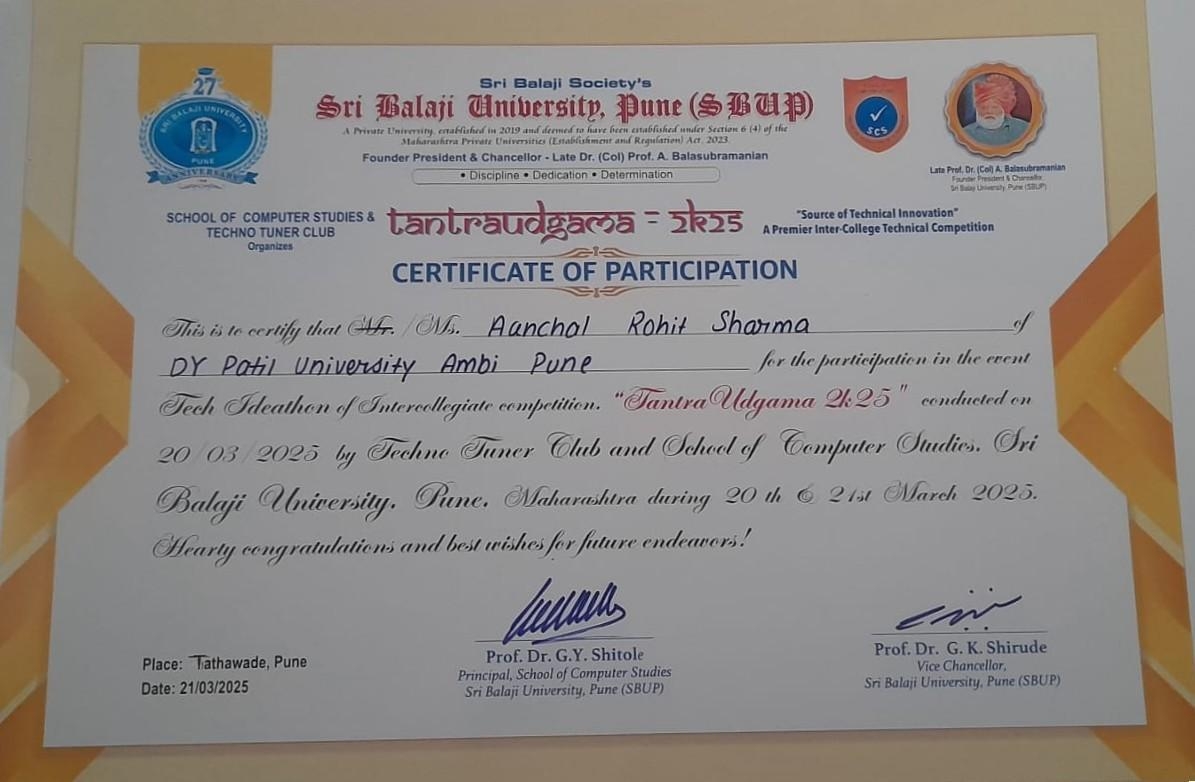 27
SRI BALAJI UNIVERSITY
PUNE
ANNIVERSARY
Sri Balaji Society's
Sri Balaji University, Pune (SBUP)
A Private University, established in 2019 and deemed to have been established under Section 6 (4) of the
Maharashtra Private Universities (Establishment and Regulation) Act, 2023.
Founder President & Chancellor - Late Dr. (Col) Prof. A. Balasubramanian
• Discipline • Dedication • Determination
SCS
Late Prof. Dr. (Col) A. Balasubramanian
Founder President & Chancellor,
Sri Balaji University, Pune (SBUP)
SCHOOL OF COMPUTER STUDIES &
TECHNO TUNER CLUB
Organizes
tantraudgama - 2k25
"Source of Technical Innovation"
A Premier Inter-College Technical Competition
CERTIFICATE OF PARTICIPATION
This is to certify that Mr. / Ms. Aanchal Rohit Sharma of
DY Patil University Ambi Pune for the participation in the event
Tech Ideathon of Intercollegiate competition. "TantraUdgama 2k25" conducted on
20/03/2025 by Techno Tuner Club and School of Computer Studies. Sri
Balaji University, Pune, Maharashtra during 20 th & 21st March 2025.
Hearty congratulations and best wishes for future endeavors!
Place: Tathawade, Pune
Date: 21/03/2025
Prof. Dr. G.Y. Shitole
Principal, School of Computer Studies
Sri Balaji University, Pune (SBUP)
Prof. Dr. G. K. Shirude
Vice Chancellor,
Sri Balaji University, Pune (SBUP)